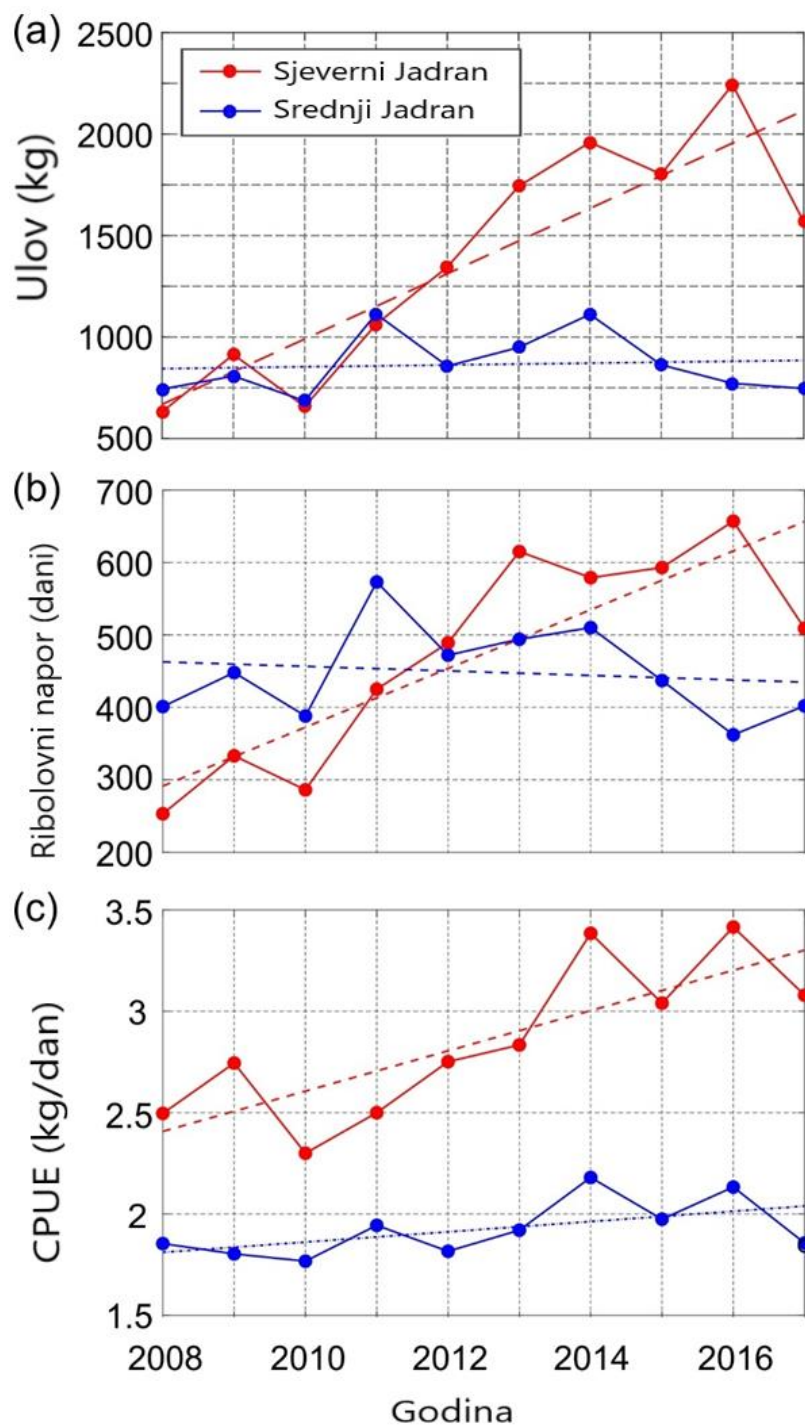 (a)
Ulov (kg)
2500
2000
1500
1000
500
Sjeverni Jadran
Srednji Jadran
(b)
Ribolovni napor (dani)
700
600
500
400
300
200
(c)
CPUE (kg/dan)
3.5
3
2.5
2
1.5
2008 2010 2012 2014 2016
Godina